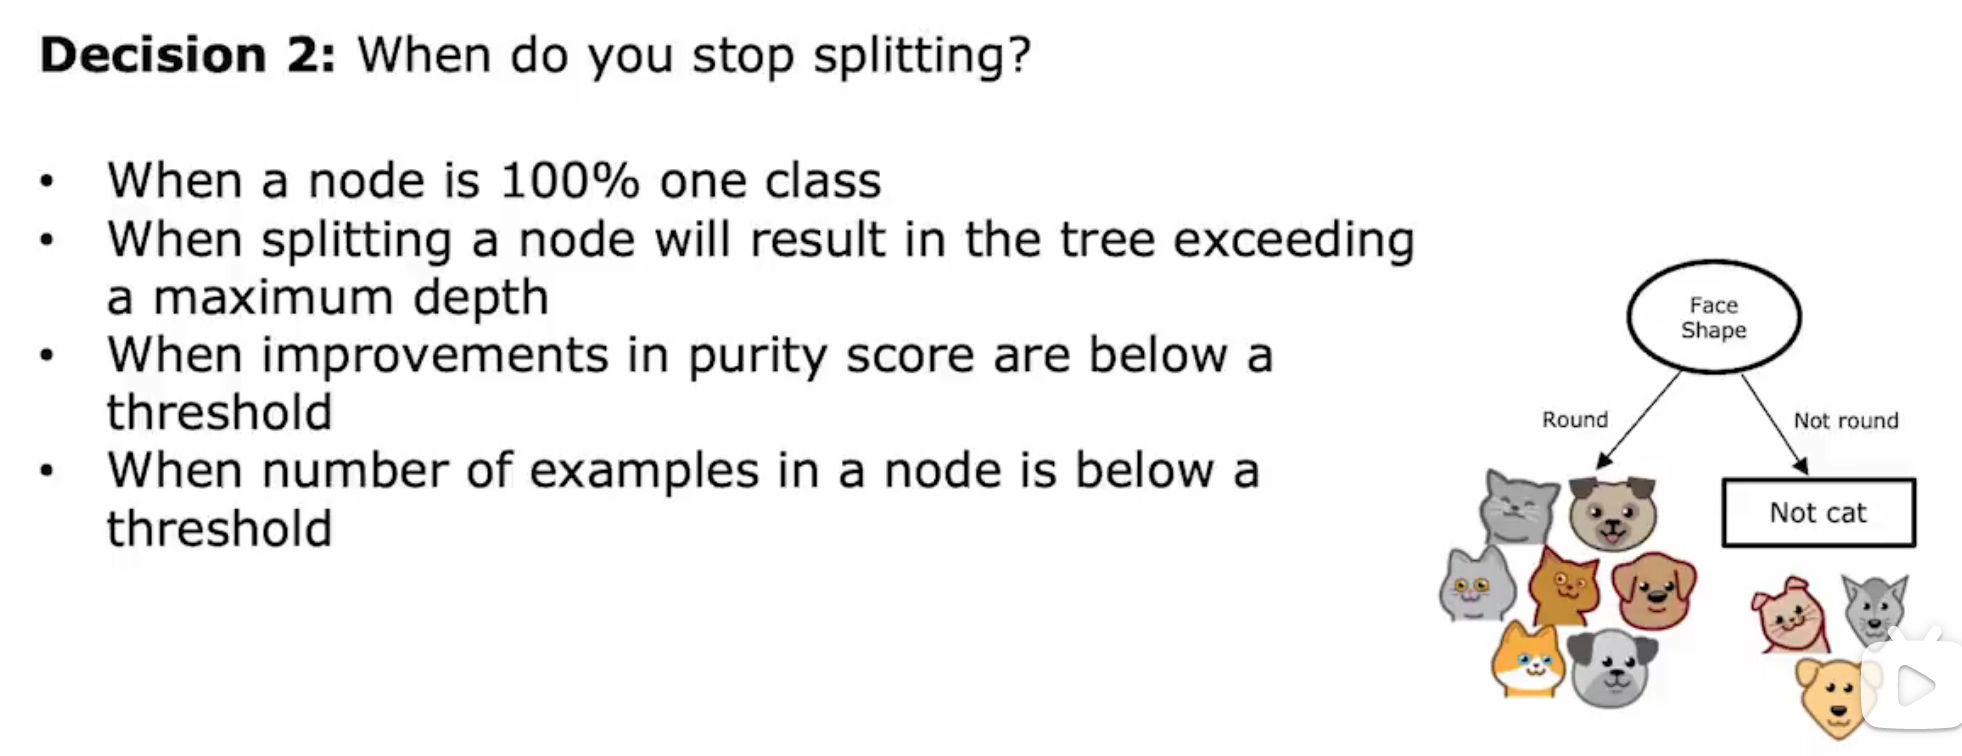 Decision 2: When do you stop splitting?
• When a node is 100% one class
• When splitting a node will result in the tree exceeding
a maximum depth
• When improvements in purity score are below a
threshold
• When number of examples in a node is below a
threshold
Face
Shape
Round
Not round
Not cat